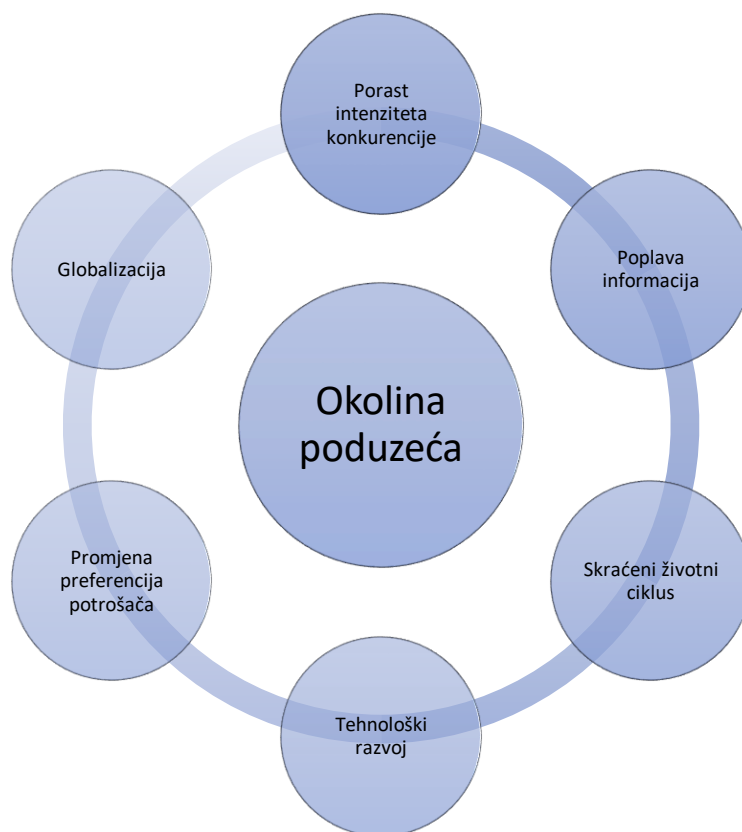 Porast
intenziteta
konkurencije
Poplava
informacija
Skraćeni životni
ciklus
Tehnološki
razvoj
Promjena
preferencija
potrošača
Globalizacija
Okolina
poduzeća